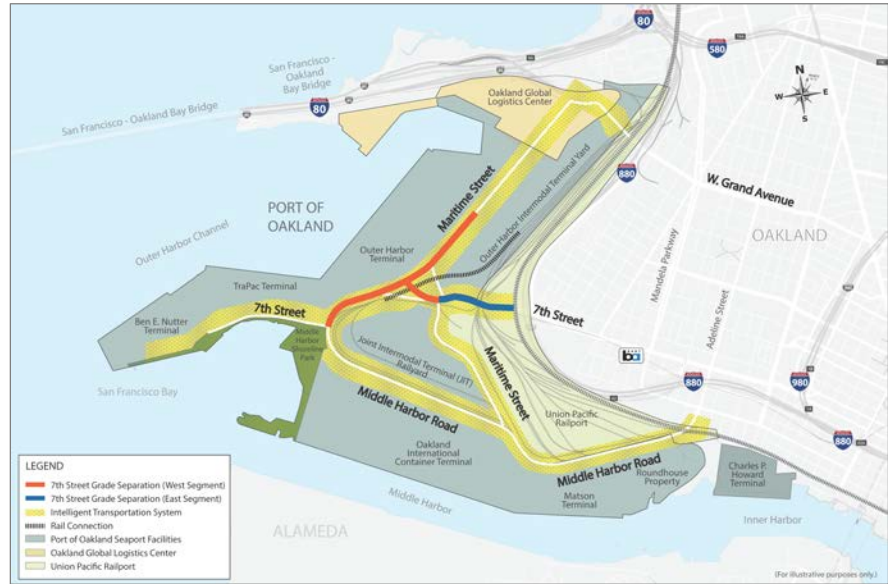 80
580
N
W
E
S
San Francisco -
Oakland
Bay Bridge
80
San Francisco - Oakland Bay Bridge
Oakland Global
Logistics Center
880
W. Grand Avenue
OAKLAND
Maritime Street
Outer Harbor Intermodal Terminal Yard
PORT OF
OAKLAND
Outer Harbor Channel
Outer Harbor
Terminal
Mandela Parkway
Adeline Street
TraPac Terminal
7th Street
Ben E. Nutter
Terminal
7th Street
Middle
Harbor
Shoreline
Park
Joint Intermodal Terminal (JIT)
Railyard
Maritime Street
ba
San Francisco Bay
880
980
Middle Harbor Road
Union Pacific
Railport
880
Oakland
International
Container Terminal
Middle Harbor Road
Roundhouse
Property
Charles P.
Howard
Terminal
Matson
Terminal
Middle Harbor
Inner Harbor
ALAMEDA
LEGEND
7th Street Grade Separation (West Segment)
7th Street Grade Separation (East Segment)
Intelligent Transportation System
Rail Connection
Port of Oakland Seaport Facilities
Oakland Global Logistics Center
Union Pacific Railport
(For illustrative purposes only.)